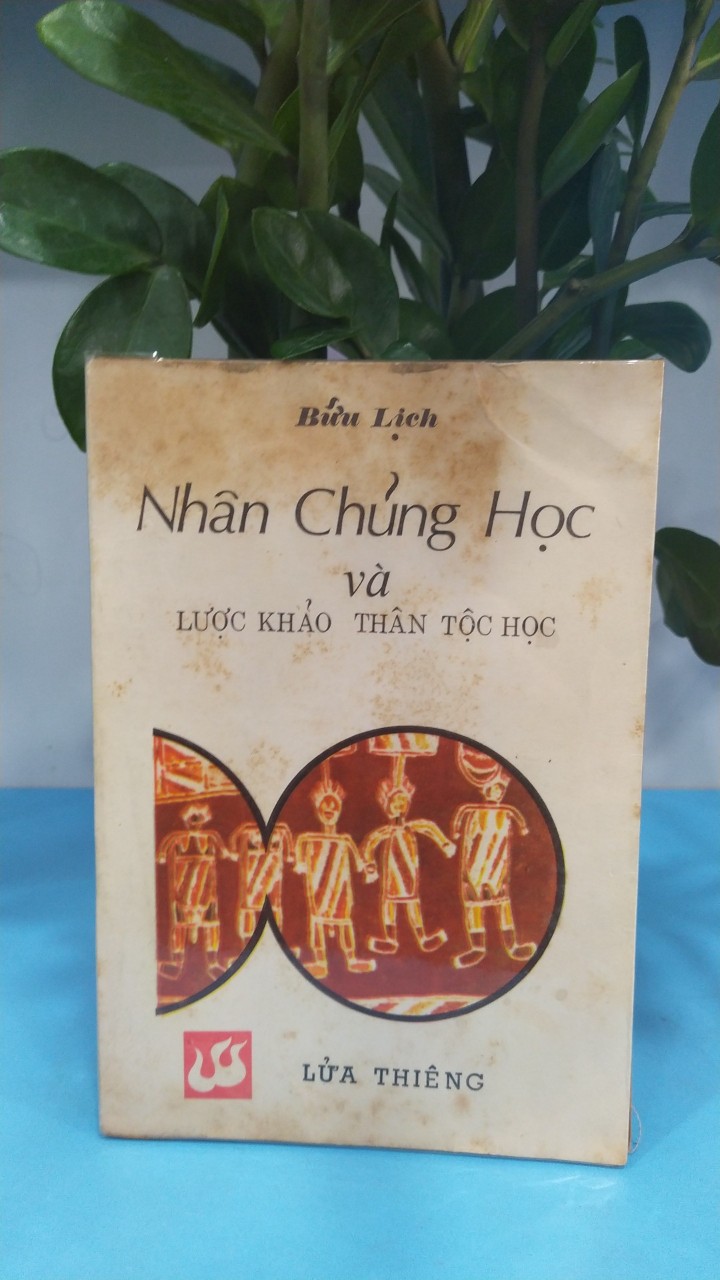 Bửu Lịch
Nhân Chủng Học
và
LƯỢC KHẢO THÂN TỘC HỌC
LỬA THIÊNG